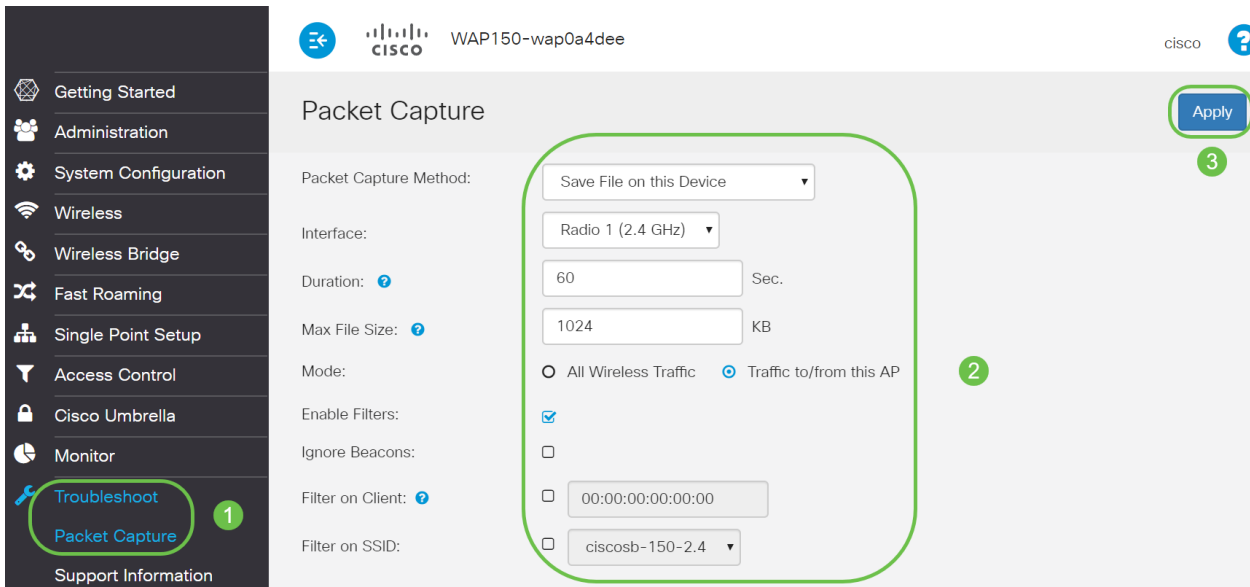 CISCO
WAP150-wap0a4dee
cisco
?
Getting Started
Administration
System Configuration
Wireless
Wireless Bridge
Fast Roaming
Single Point Setup
Access Control
Cisco Umbrella
Monitor
Troubleshoot
Packet Capture
Support Information
1
Packet Capture
Apply
3
Packet Capture Method: Save File on this Device
Interface: Radio 1 (2.4 GHz)
Duration: ? 60 Sec.
Max File Size: ? 1024 KB
Mode: All Wireless Traffic Traffic to/from this AP
2
Enable Filters:
Ignore Beacons:
Filter on Client: ? 00:00:00:00:00:00
Filter on SSID: ciscosb-150-2.4